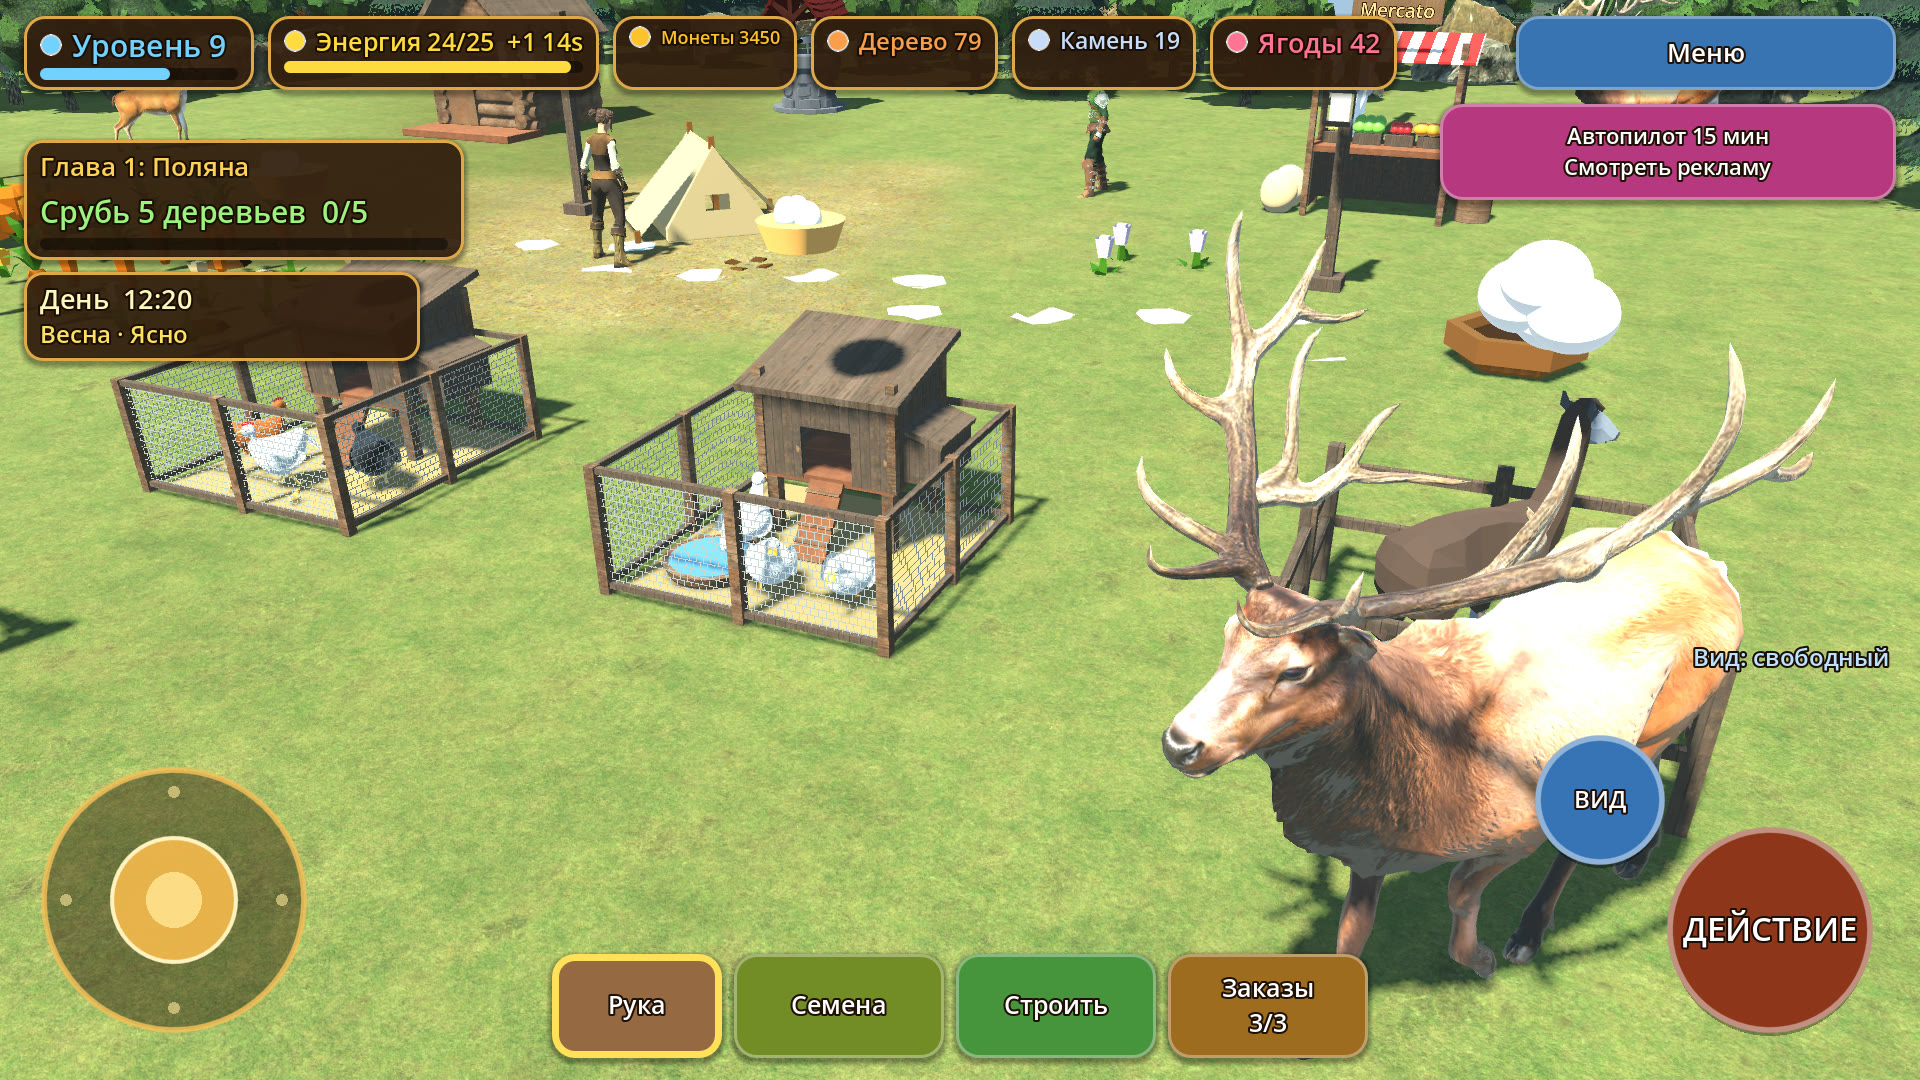 Mercato
Уровень 9
Энергия 24/25 +1 14s
Монеты 3450
Дерево 79
Камень 19
Ягоды 42
Меню
Автопилот 15 мин
Смотреть рекламу
Глава 1: Поляна
Срубь 5 деревьев 0/5
День 12:20
Весна · Ясно
Вид: свободный
ВИД
ДЕЙСТВИЕ
Рука
Семена
Строить
Заказы
3/3